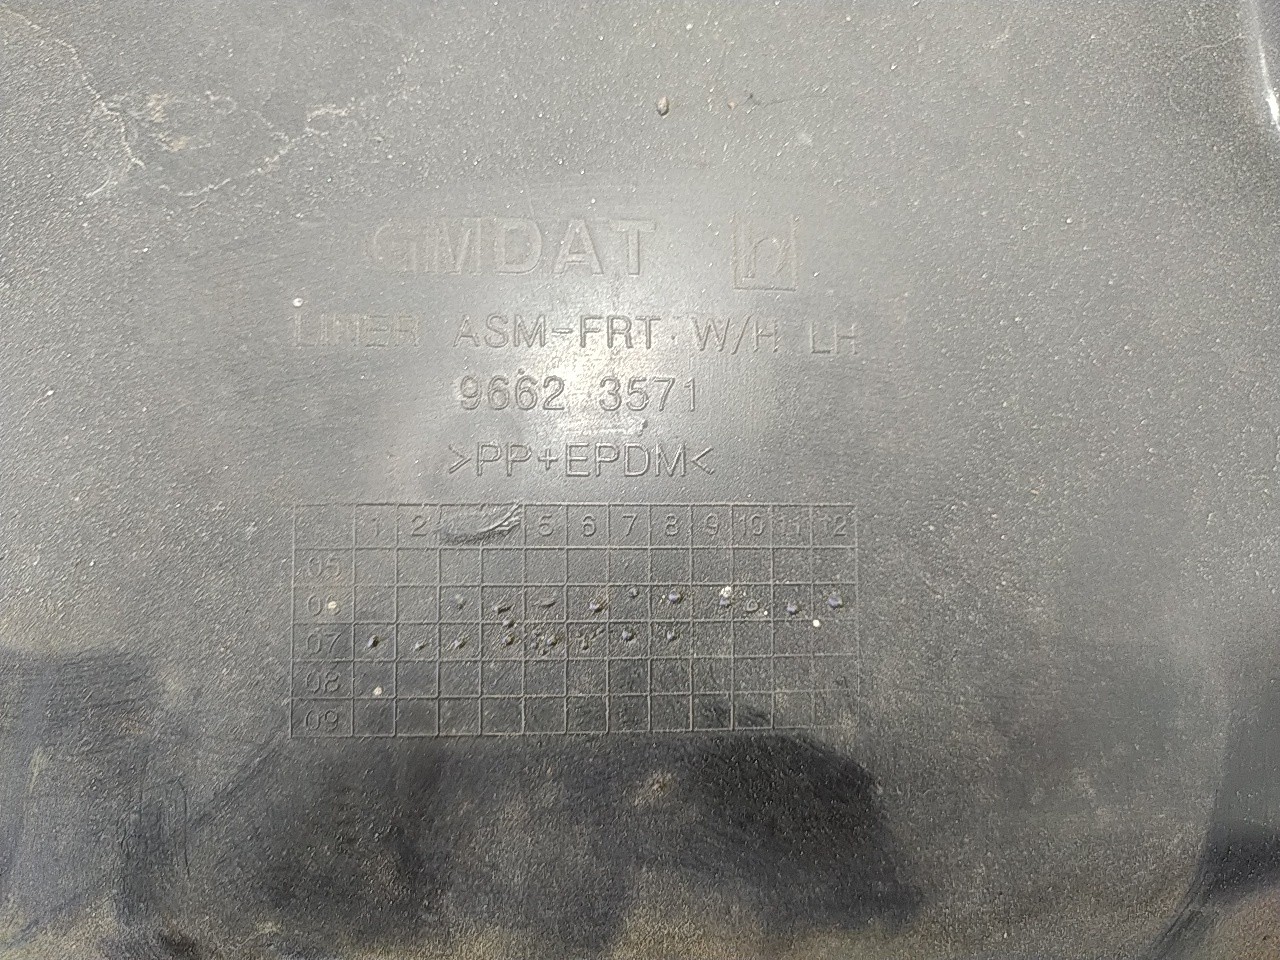 GMDAT h
LINER ASM-FRT W/H LH
9662 3571
>PP+EPDM<
1 2 5 6 7 8 9 10 11 12
05
07
08
09